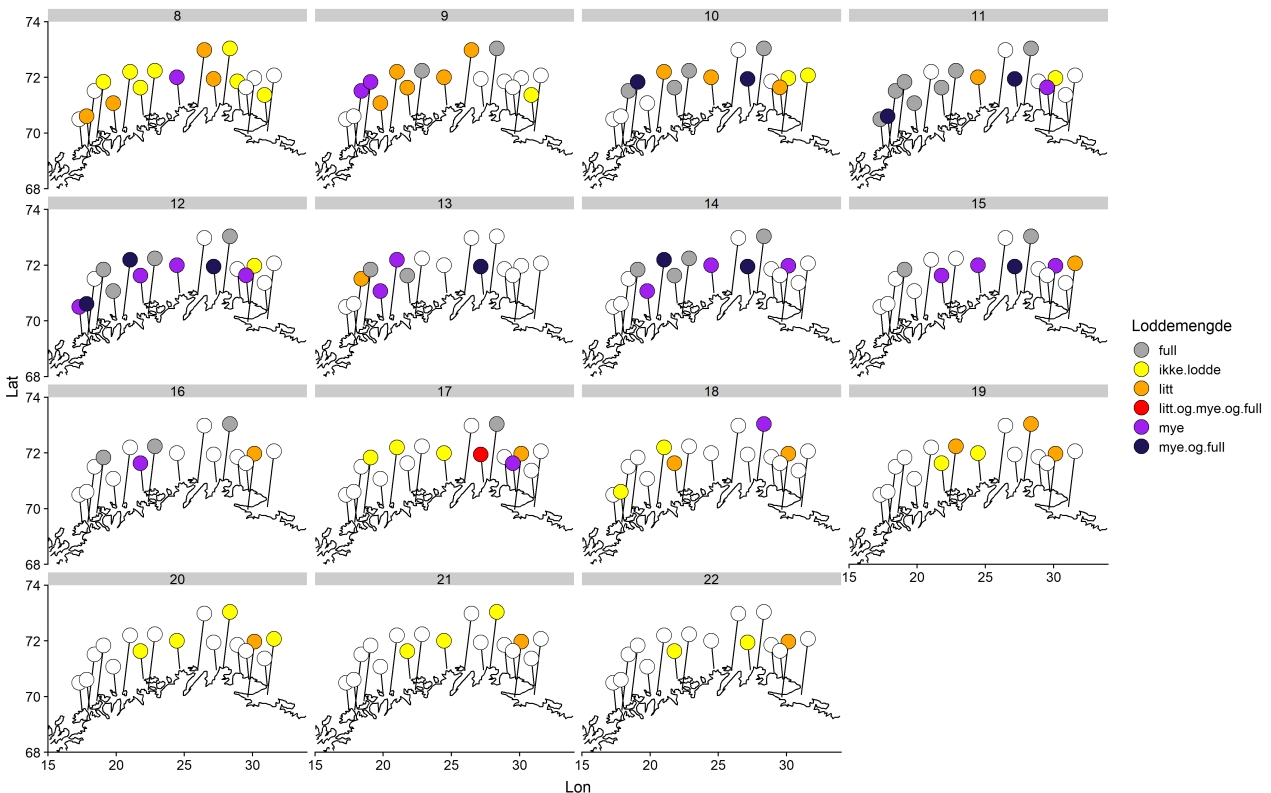 8 9 10 11
74
72
70
68
12 13 14 15
74
72
70
68
Lat
16 17 18 19
74
72
70
68
15 20 25 30
20 21 22
74
72
70
68
15 20 25 30 15 20 25 30 15 20 25 30
Lon
Loddemengde
full
ikke.lodde
litt
litt.og.mye.og.full
mye
mye.og.full